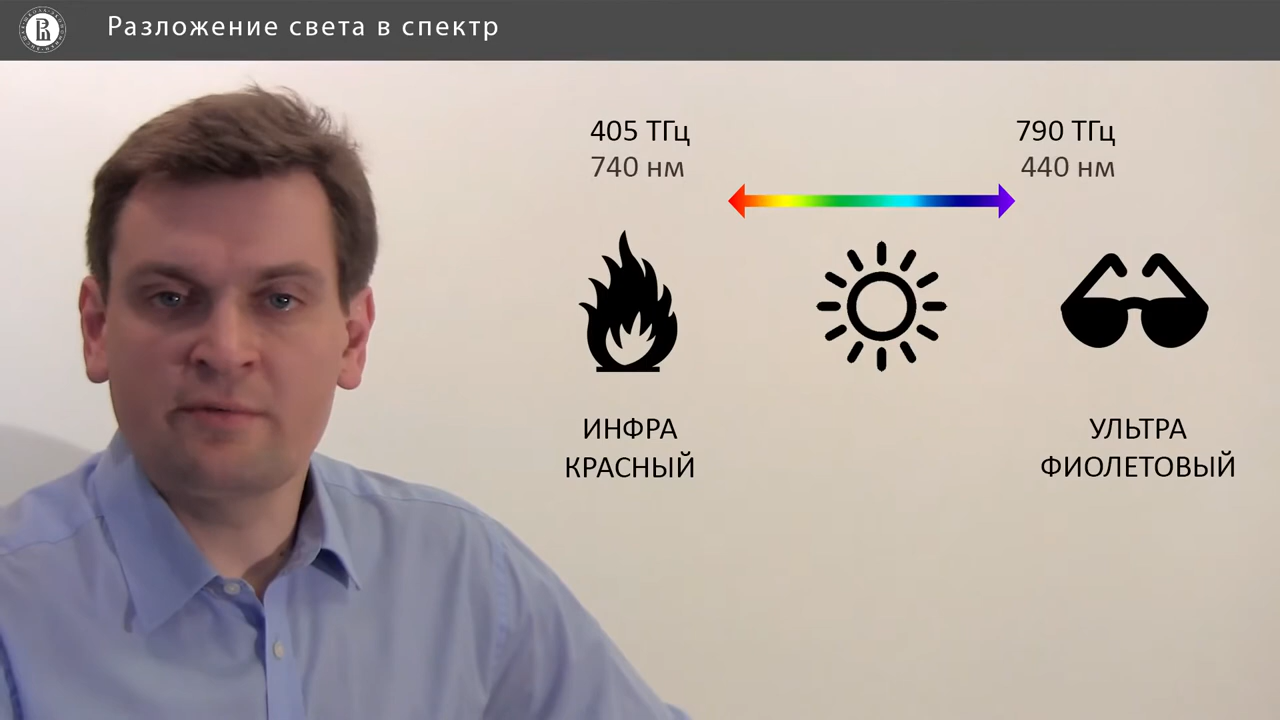 Разложение света в спектр
405 ТГц
740 нм
790 ТГц
440 нм
ИНФРА
КРАСНЫЙ
УЛЬТРА
ФИОЛЕТОВЫЙ